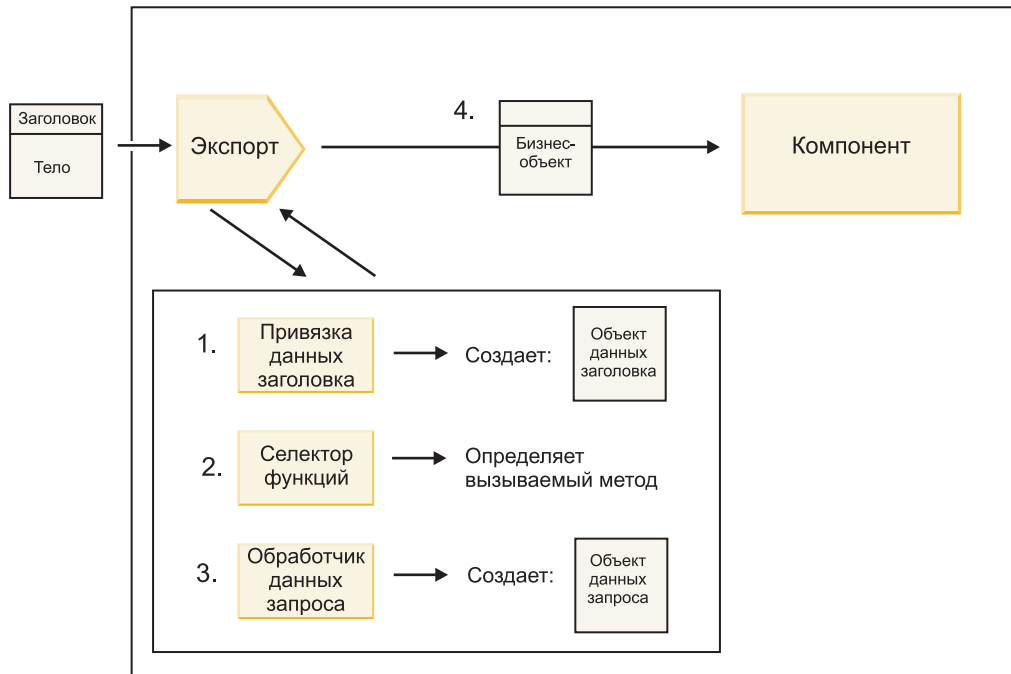 Заголовок
Тело
Экспорт
4.
Бизнес-
объект
Компонент
1.
Привязка
данных
заголовка
Создает:
Объект
данных
заголовка
2.
Селектор
функций
Определяет
вызываемый метод
3.
Обработчик
данных
запроса
Создает:
Объект
данных
запроса